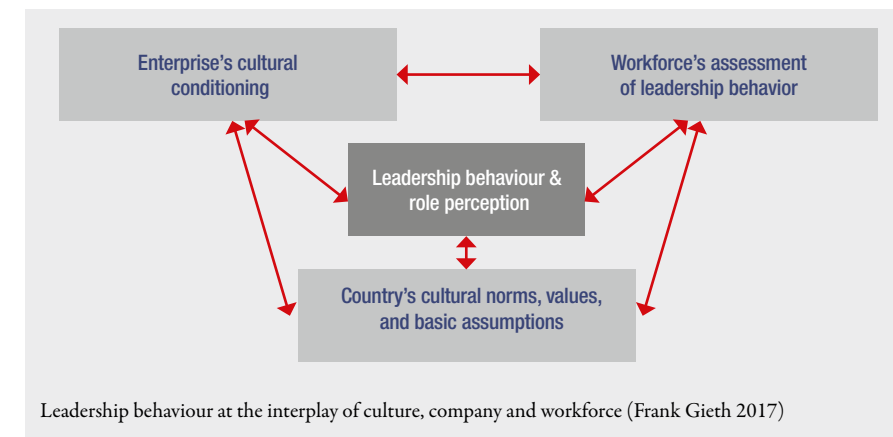 Enterprise's cultural
conditioning
Workforce's assessment
of leadership behavior
Leadership behaviour &
role perception
Country's cultural norms, values,
and basic assumptions
Leadership behaviour at the interplay of culture, company and workforce (Frank Gieth 2017)